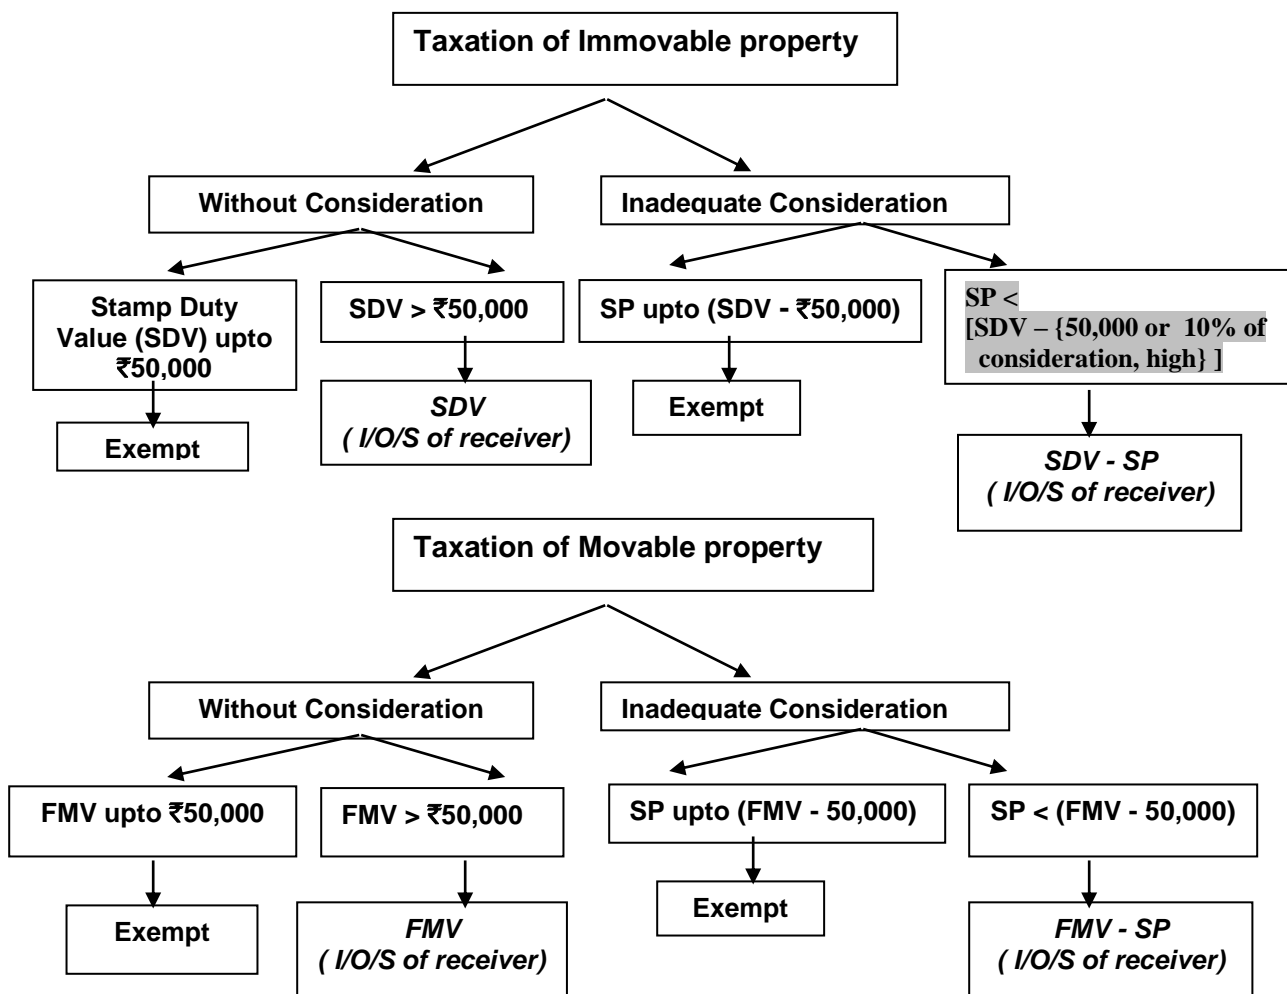 Taxation of Immovable property
Without Consideration
Inadequate Consideration
Stamp Duty
Value (SDV) upto
₹50,000
SDV > ₹50,000
SP upto (SDV - ₹50,000)
SP <
[SDV – {50,000 or 10% of
consideration, high} ]
Exempt
SDV
( I/O/S of receiver)
Exempt
SDV - SP
( I/O/S of receiver)
Taxation of Movable property
Without Consideration
Inadequate Consideration
FMV upto ₹50,000
FMV > ₹50,000
SP upto (FMV - 50,000)
SP < (FMV - 50,000)
Exempt
FMV
( I/O/S of receiver)
Exempt
FMV - SP
( I/O/S of receiver)